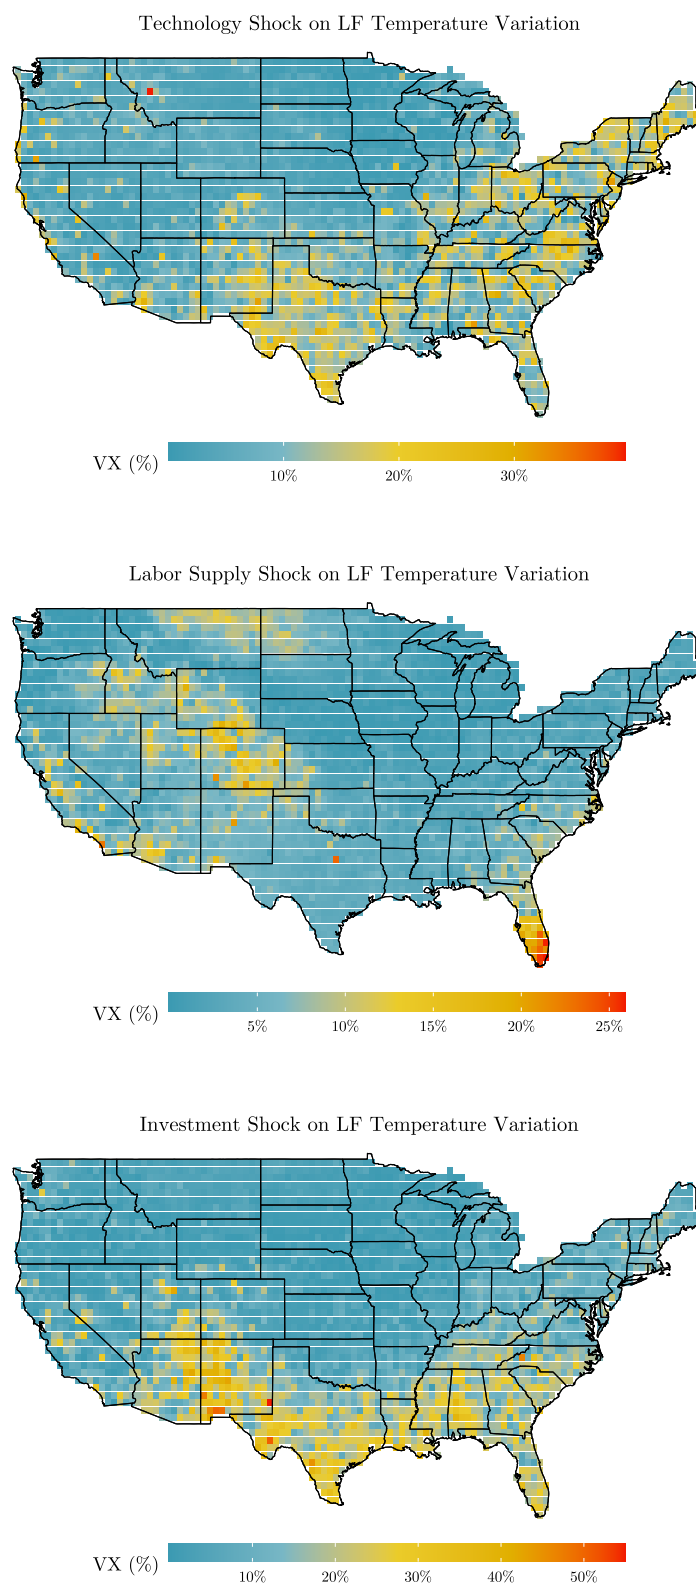 Technology Shock on LF Temperature Variation
VX (%)
10% 20% 30%
Labor Supply Shock on LF Temperature Variation
VX (%)
5% 10% 15% 20% 25%
Investment Shock on LF Temperature Variation
VX (%)
10% 20% 30% 40% 50%